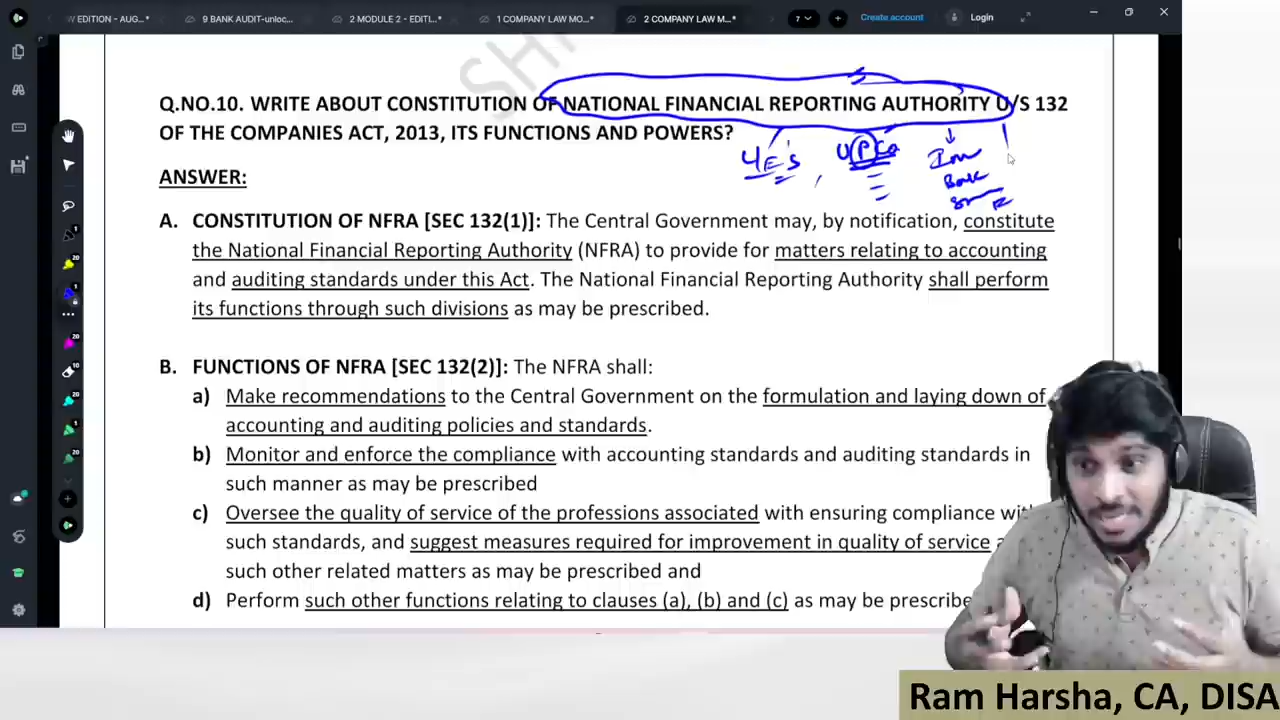 W EDITION - AUG...*
9 BANK AUDIT-unloc...
2 MODULE 2 - EDITI...*
1 COMPANY LAW MO...*
2 COMPANY LAW M...*
7
Create account
Login
SH
Q.NO.10. WRITE ABOUT CONSTITUTION OF NATIONAL FINANCIAL REPORTING AUTHORITY U/S 132
OF THE COMPANIES ACT, 2013, ITS FUNCTIONS AND POWERS?
YES
ANSWER:
A. CONSTITUTION OF NFRA [SEC 132(1)]: The Central Government may, by notification, constitute
the National Financial Reporting Authority (NFRA) to provide for matters relating to accounting
and auditing standards under this Act. The National Financial Reporting Authority shall perform
its functions through such divisions as may be prescribed.
B. FUNCTIONS OF NFRA [SEC 132(2)]: The NFRA shall:
a) Make recommendations to the Central Government on the formulation and laying down of
accounting and auditing policies and standards.
b) Monitor and enforce the compliance with accounting standards and auditing standards in
such manner as may be prescribed
c) Oversee the quality of service of the professions associated with ensuring compliance with
such standards, and suggest measures required for improvement in quality of service
such other related matters as may be prescribed and
d) Perform such other functions relating to clauses (a), (b) and (c) as may be prescribe
Ram Harsha, CA, DISA